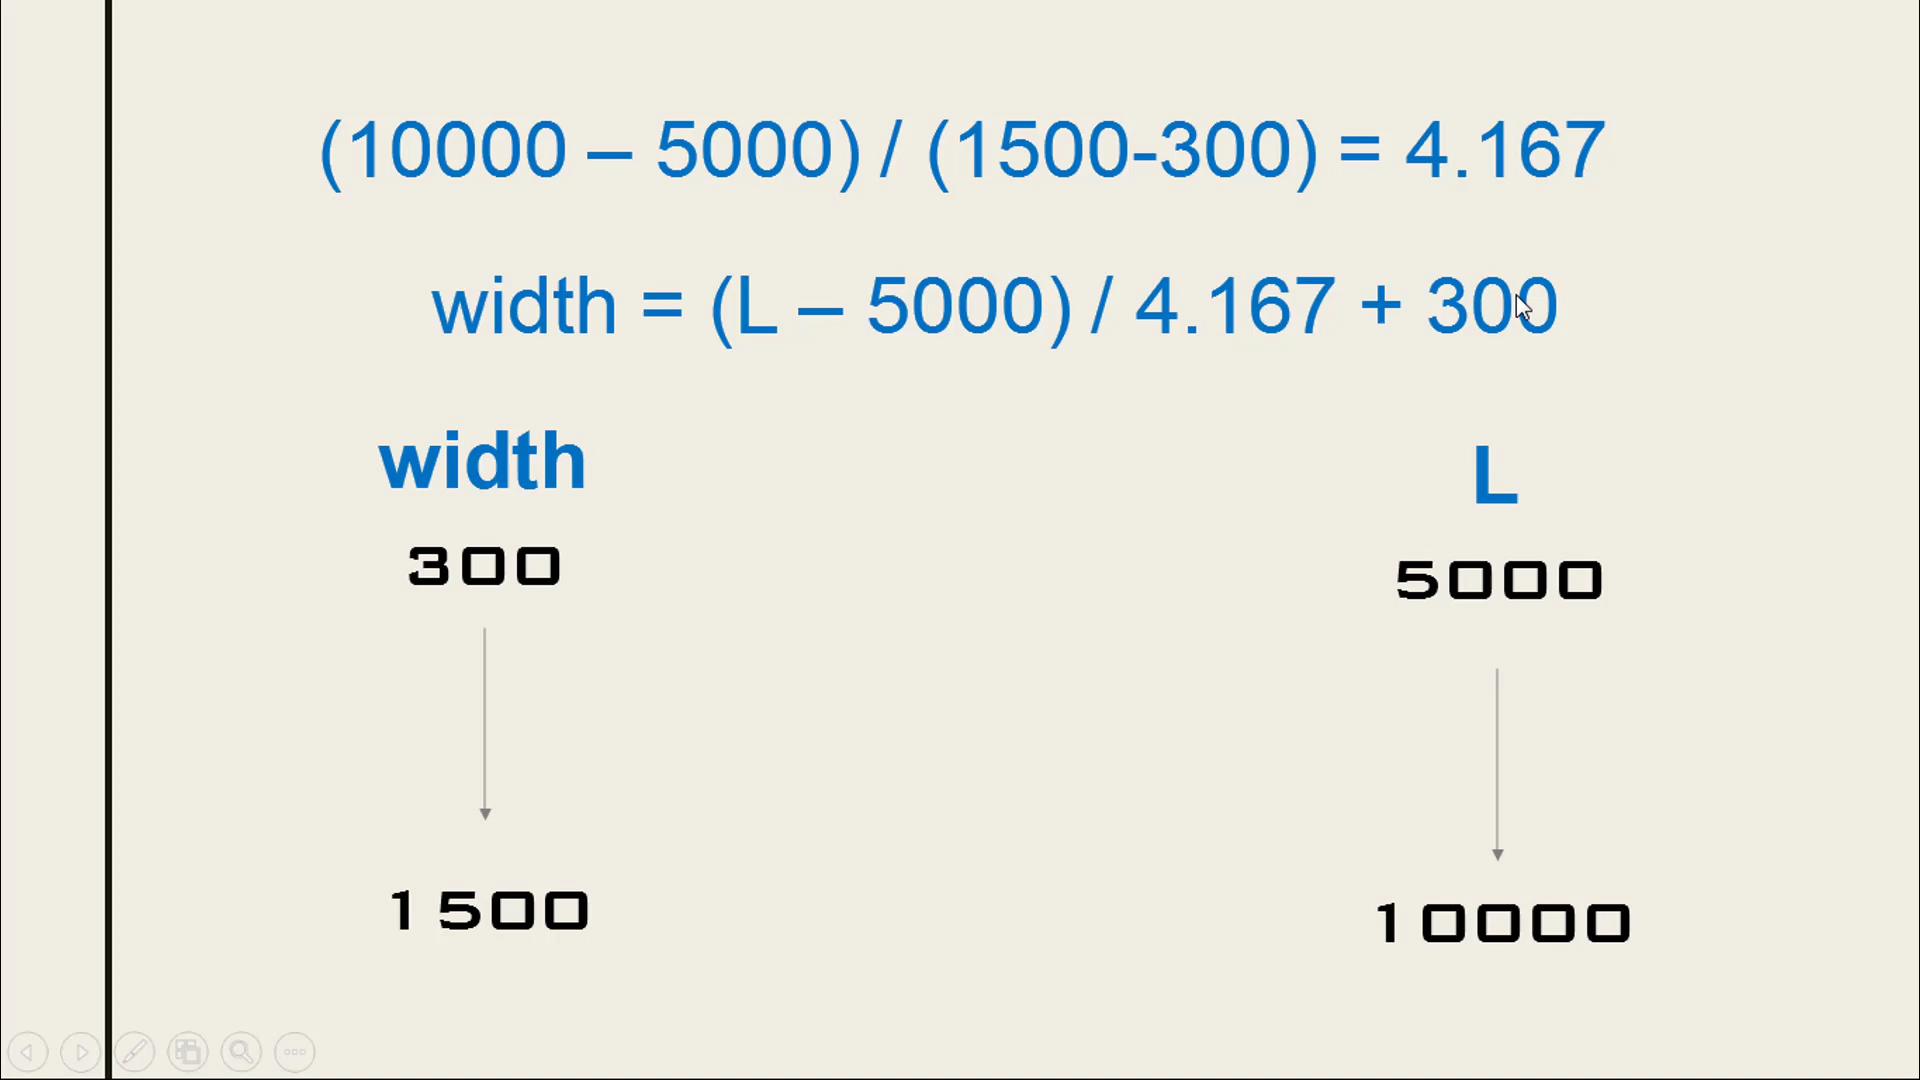 (10000 – 5000) / (1500-300) = 4.167
width = (L – 5000) / 4.167 + 300
width
L
300
5000
1500
10000